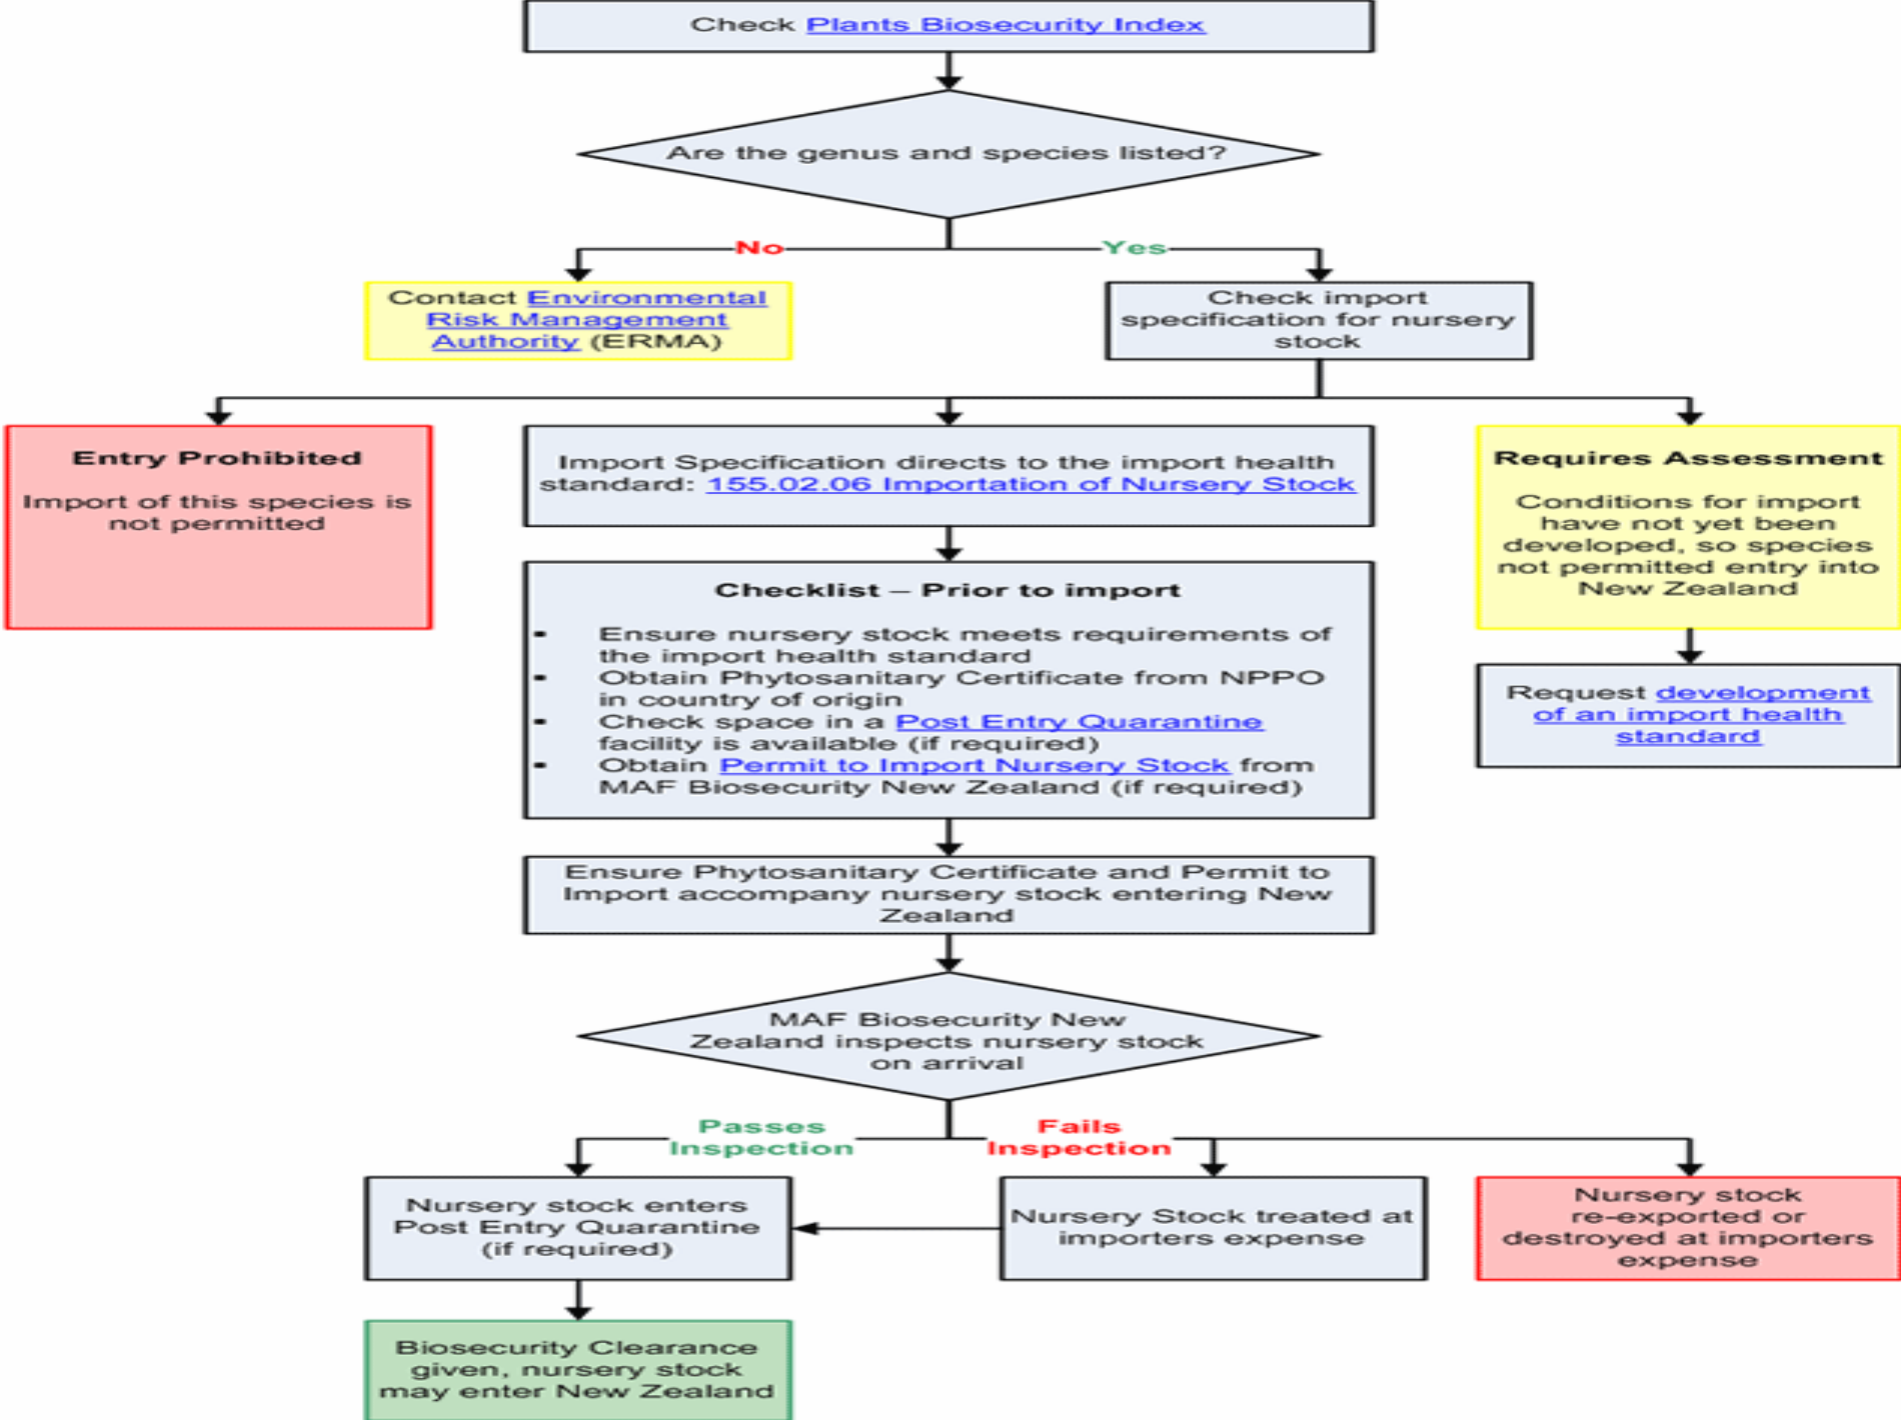 Check Plants Biosecurity Index
Are the genus and species listed?
No
Yes
Contact Environmental
Risk Management
Authority (ERMA)
Check import
specification for nursery
stock
Entry Prohibited
Import of this species is
not permitted
Import Specification directs to the import health
standard: 155.02.06 Importation of Nursery Stock
Requires Assessment
Conditions for import
have not yet been
developed, so species
not permitted entry into
New Zealand
Checklist – Prior to import
• Ensure nursery stock meets requirements of
the import health standard
• Obtain Phytosanitary Certificate from NPPO
in country of origin
• Check space in a Post Entry Quarantine
facility is available (if required)
• Obtain Permit to Import Nursery Stock from
MAF Biosecurity New Zealand (if required)
Request development
of an import health
standard
Ensure Phytosanitary Certificate and Permit to
Import accompany nursery stock entering New
Zealand
MAF Biosecurity New
Zealand inspects nursery stock
on arrival
Passes
Inspection
Fails
Inspection
Nursery stock enters
Post Entry Quarantine
(if required)
Nursery Stock treated at
importers expense
Nursery stock
re-exported or
destroyed at importers
expense
Biosecurity Clearance
given, nursery stock
may enter New Zealand